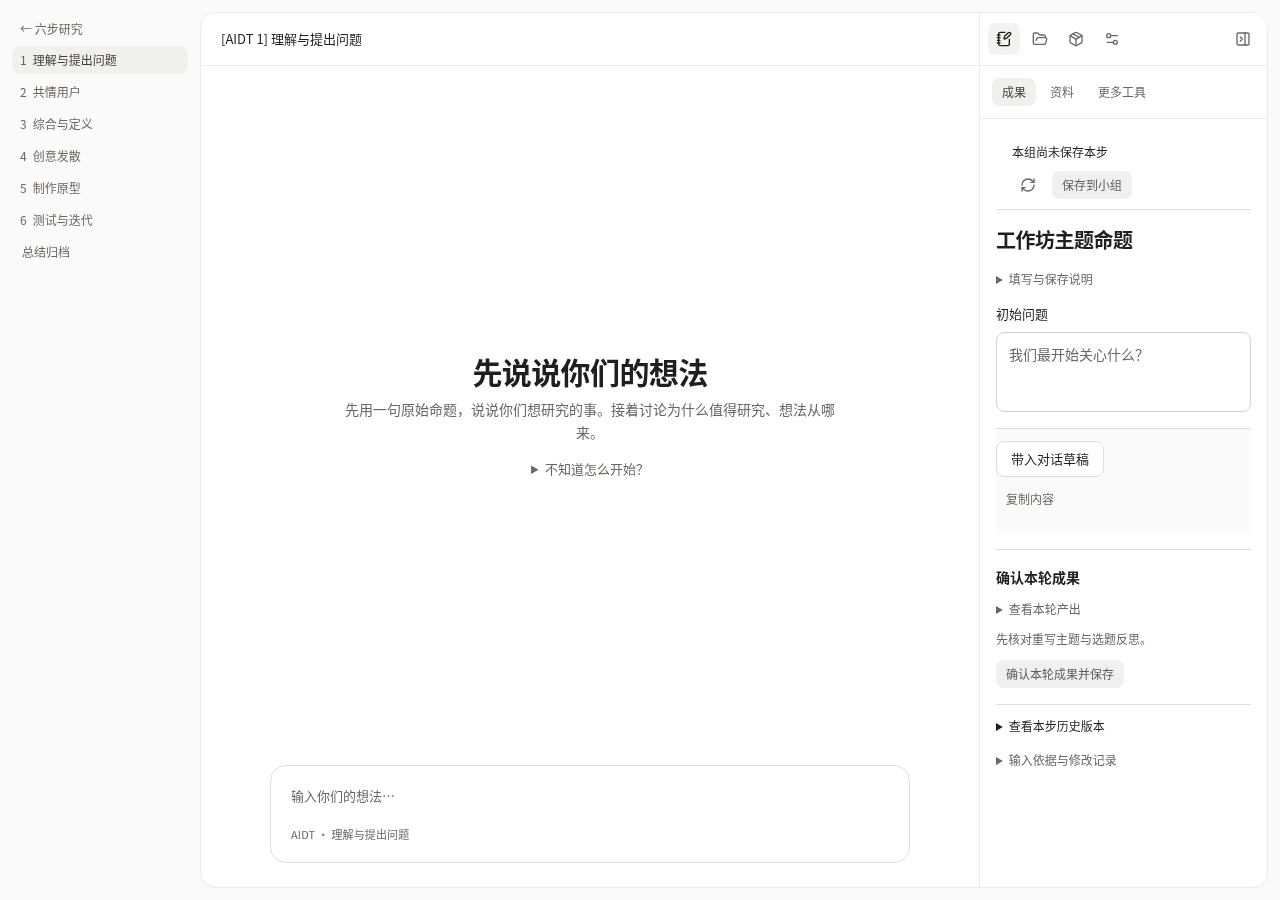 ←六步研究
1 理解与提出问题
2 共情用户
3 综合与定义
4 创意发散
5 制作原型
6 测试与迭代
总结归档
[AIDT 1] 理解与提出问题
先说说你们的想法
先用一句原始命题，说说你们想研究的事。接着讨论为什么值得研究、想法从哪
来。
不知道怎么开始?
输入你们的想法…
AIDT · 理解与提出问题
成果 资料 更多工具
本组尚未保存本步
保存到小组
工作坊主题命题
填写与保存说明
初始问题
我们最开始关心什么?
带入对话草稿
复制内容
确认本轮成果
查看本轮产出
先核对重写主题与选题反思。
确认本轮成果并保存
查看本步历史版本
输入依据与修改记录